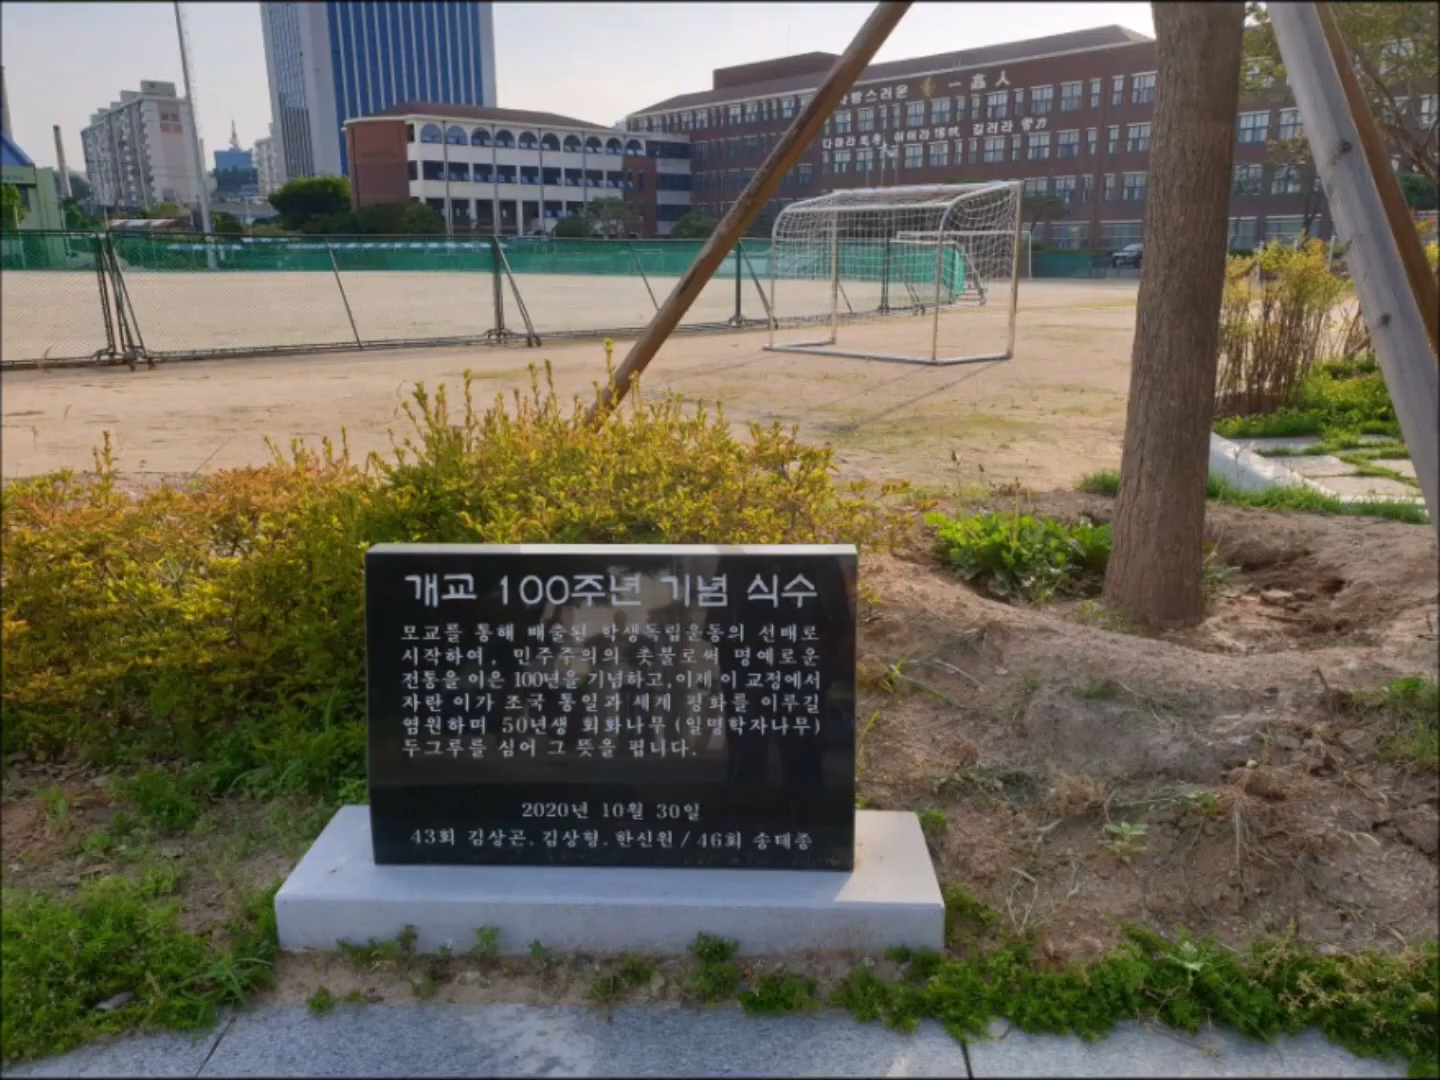 스러운 一高人
개교 100주년 기념 식수
모교를 통해 배출된 학생독립운동의 선배로
시작하여, 민주주의의 촛불로써 명예로운
전통을 이은 100년을 기념하고, 이제 이 교정에서
자란 이가 조국 통일과 세계 평화를 이루길
염원하며 50년생 회화나무 (일명학자나무)
두그루를 심어 그 뜻을 폅니다.
2020년 10월 30일
43회 김상곤, 김상형, 한신원 / 46회 송태종